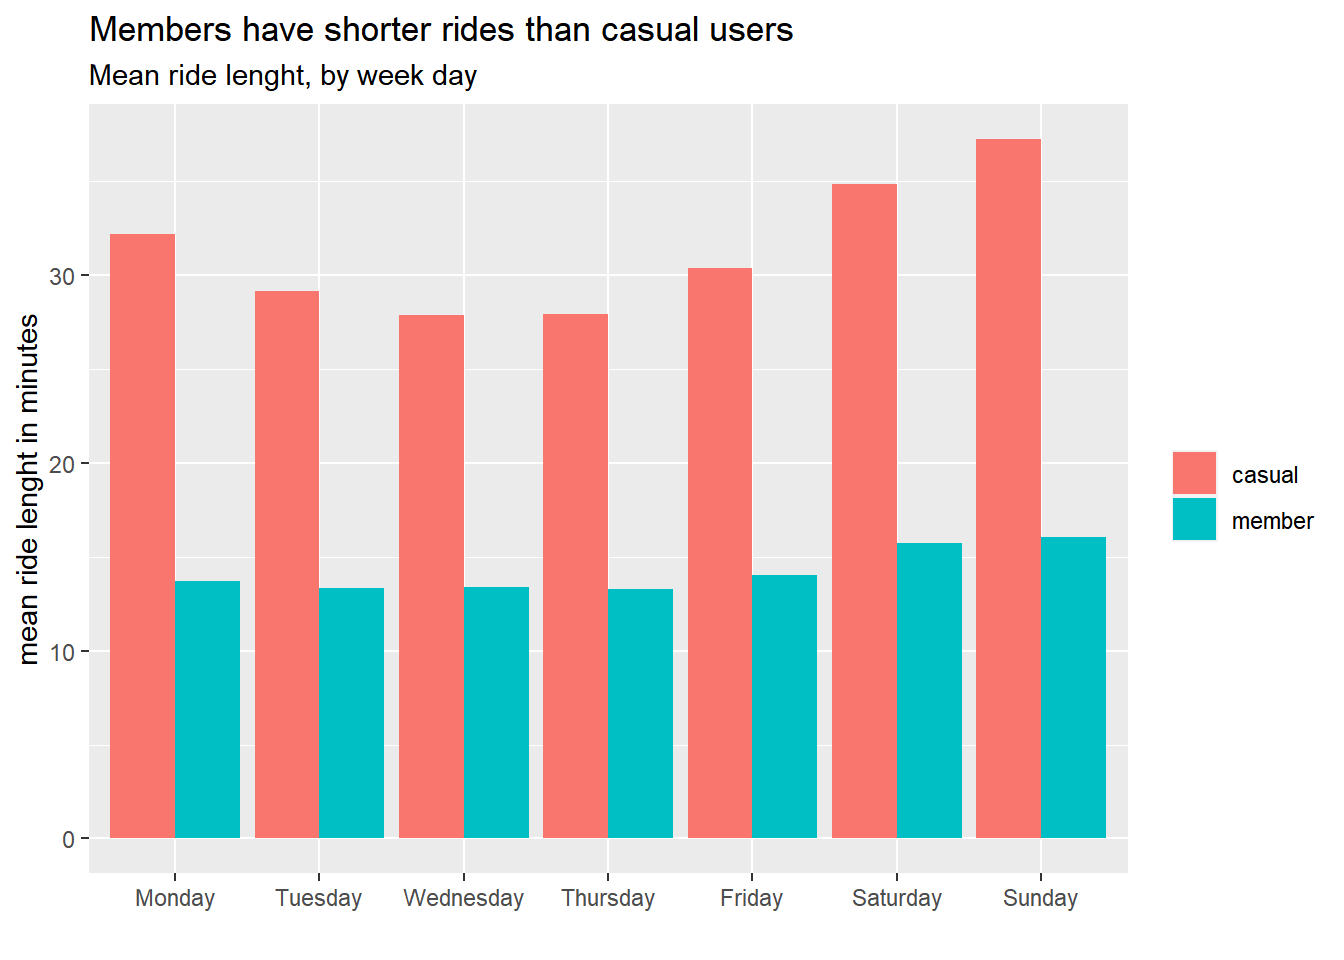 Members have shorter rides than casual users
Mean ride lenght, by week day
mean ride lenght in minutes
30
20
10
0
Monday Tuesday Wednesday Thursday Friday Saturday Sunday
casual
member